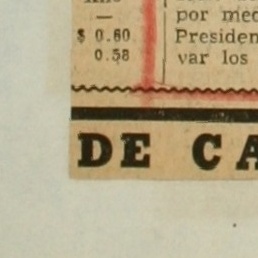 —
$ 0.60
0.58
por med
Presiden
var los
DE CA